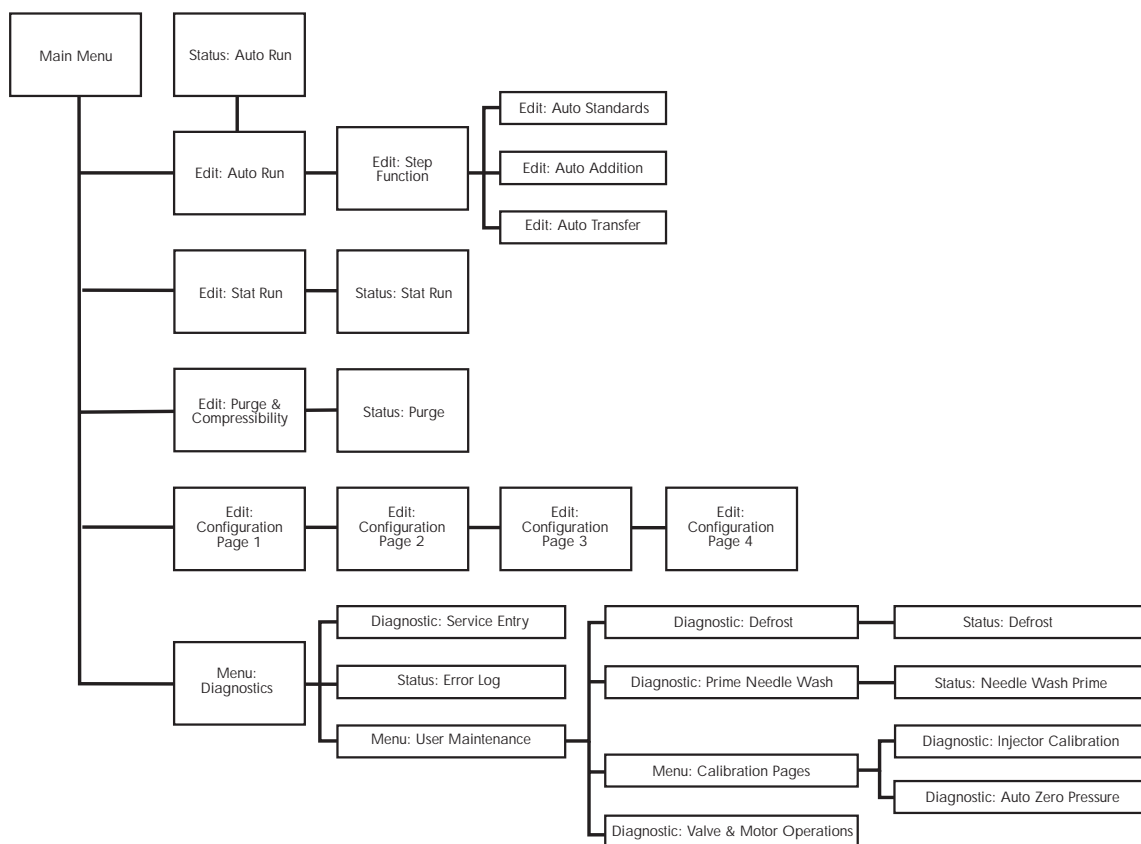 Main Menu
Status: Auto Run
Edit: Auto Run
Edit: Step
Function
Edit: Auto Standards
Edit: Auto Addition
Edit: Auto Transfer
Edit: Stat Run
Status: Stat Run
Edit: Purge &
Compressibility
Status: Purge
Edit:
Configuration
Page 1
Edit:
Configuration
Page 2
Edit:
Configuration
Page 3
Edit:
Configuration
Page 4
Menu:
Diagnostics
Diagnostic: Service Entry
Status: Error Log
Menu: User Maintenance
Diagnostic: Defrost
Status: Defrost
Diagnostic: Prime Needle Wash
Status: Needle Wash Prime
Menu: Calibration Pages
Diagnostic: Injector Calibration
Diagnostic: Auto Zero Pressure
Diagnostic: Valve & Motor Operations